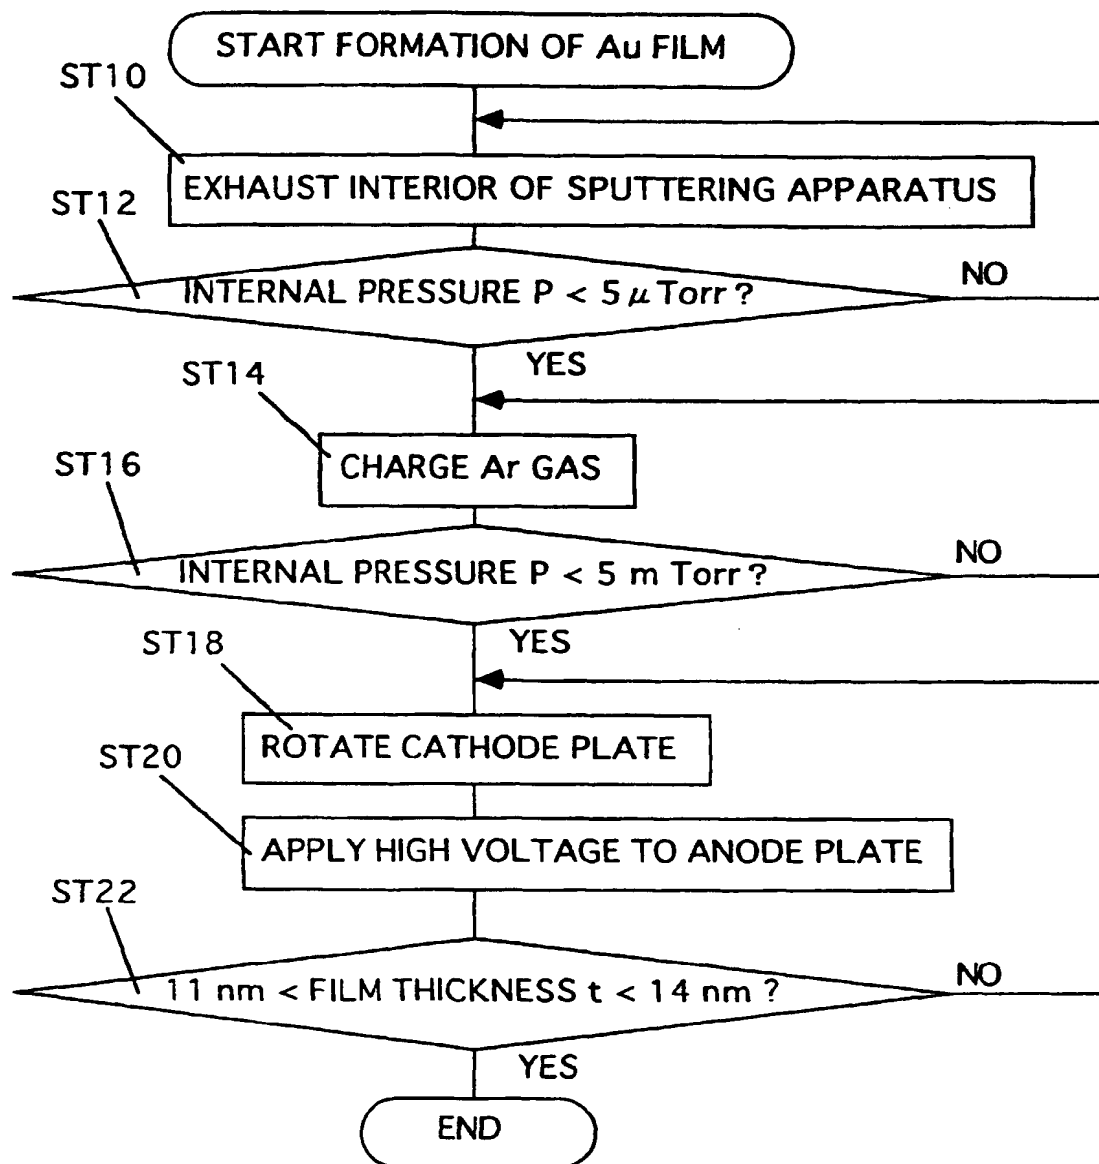 START FORMATION OF Au FILM
ST10
EXHAUST INTERIOR OF SPUTTERING APPARATUS
ST12
INTERNAL PRESSURE P < 5 μ Torr ?
NO
YES
ST14
CHARGE Ar GAS
ST16
INTERNAL PRESSURE P < 5 m Torr ?
NO
YES
ST18
ROTATE CATHODE PLATE
ST20
APPLY HIGH VOLTAGE TO ANODE PLATE
ST22
11 nm < FILM THICKNESS t < 14 nm ?
NO
YES
END